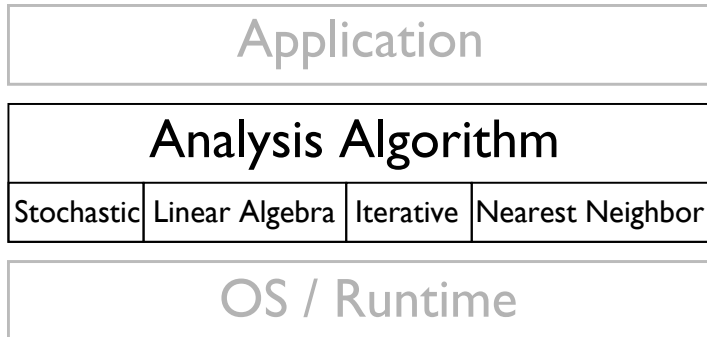 Application
Analysis Algorithm
Stochastic Linear Algebra Iterative Nearest Neighbor
OS / Runtime